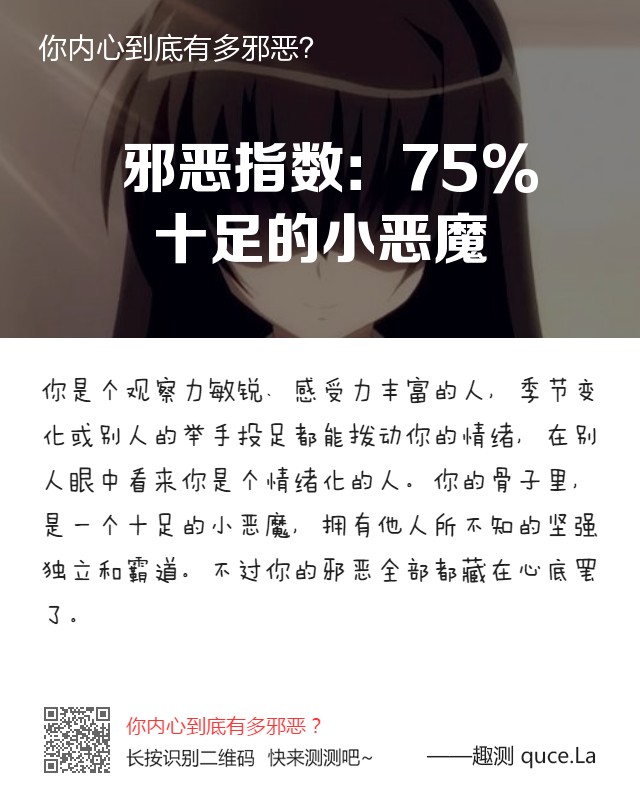 你内心到底有多邪恶?
邪恶指数: 75%
十足的小恶魔
你是个观察力敏锐、感受力丰富的人, 季节变
化或别人的举手投足都能拨动你的情绪, 在别
人眼中看来你是个情绪化的人。你的骨子里,
是一个十足的小恶魔, 拥有他人所不知的坚强
独立和霸道。不过你的邪恶全部都藏在心底罢
了。
你内心到底有多邪恶？
长按识别二维码 快来测测吧~
——趣测 quce.La